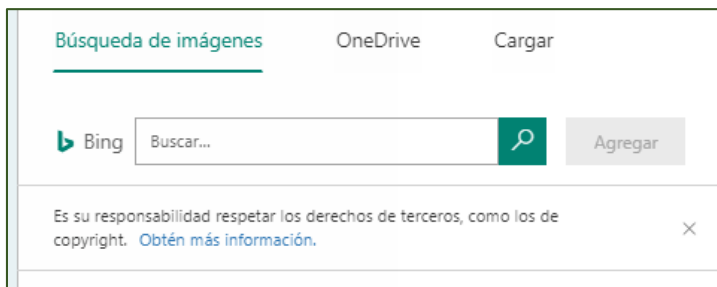 Búsqueda de imágenes OneDrive Cargar
Bing Buscar... Agregar
Es su responsabilidad respetar los derechos de terceros, como los de
copyright. Obtén más información.